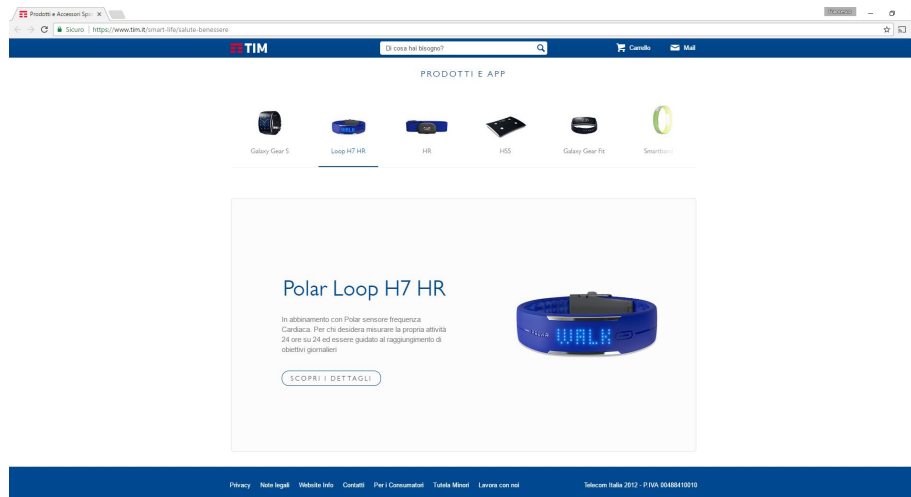 Prodotti e Accessori Spe
Sicuro | https://www.tim.it/smart-life/salute-benessere
TIM
Di cosa hai bisogno?
Carrello
Mail
PRODOTTI E APP
Galaxy Gear S
Loop H7 HR
HR
HS5
Galaxy Gear Fit
WALK
Polar Loop H7 HR
In abbinamento con Polar sensore frequenza
Cardiaca. Per chi desidera misurare la propria attività
24 ore su 24 ed essere guidato al raggiungimento di
obiettivi giornalieri
SCOPRI I DETTAGLI
POLAR
WALK
Privacy Note legali Website Info Contatti Per i Consumatori Tutela Minori Lavora con noi
Telecom Italia 2012 - P.IVA 00488410010